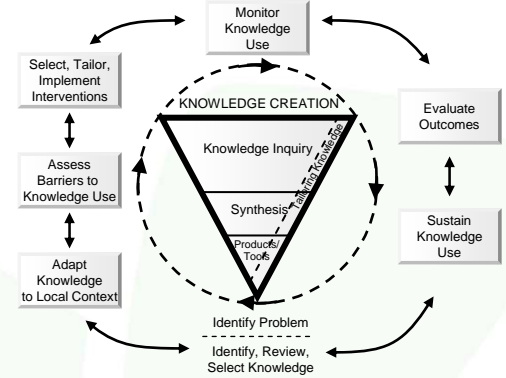 Monitor
Knowledge
Use
Select, Tailor,
Implement
Interventions
KNOWLEDGE CREATION
Evaluate
Outcomes
Knowledge Inquiry
Tailoring Knowledge
Assess
Barriers to
Knowledge Use
Synthesis
Sustain
Knowledge
Use
Products/
Tools
Adapt
Knowledge
to Local Context
Identify Problem
Identify, Review,
Select Knowledge